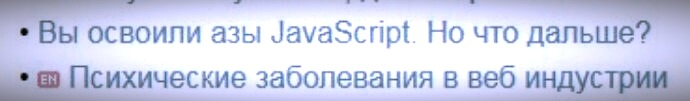 • Вы освоили азы JavaScript. Но что дальше?
• EN Психические заболевания в веб индустрии